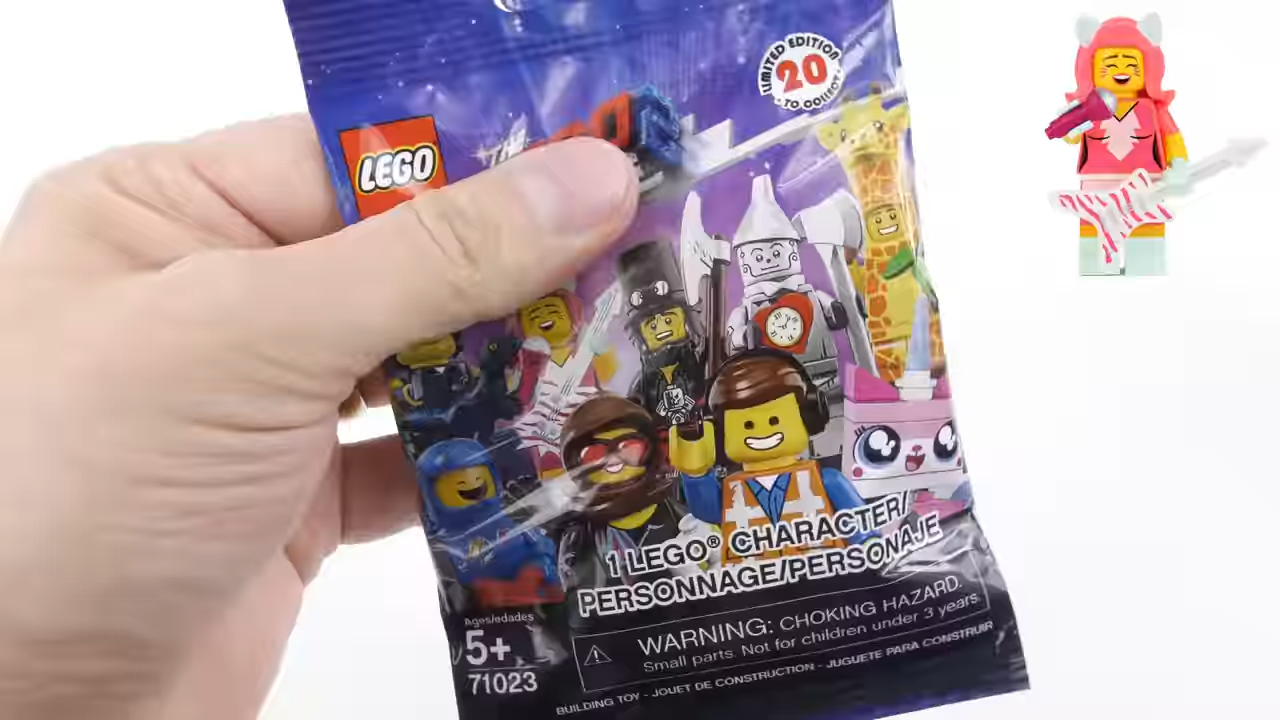 LIMITED EDITION
20
TO COLLECT
LEGO
THE
1 LEGO® CHARACTER/
PERSONNAGE/PERSONAJE
Ages/edades
5+
71023
WARNING: CHOKING HAZARD.
Small parts. Not for children under 3 years.
BUILDING TOY - JOUET DE CONSTRUCTION - JUGUETE PARA CONSTRUIR